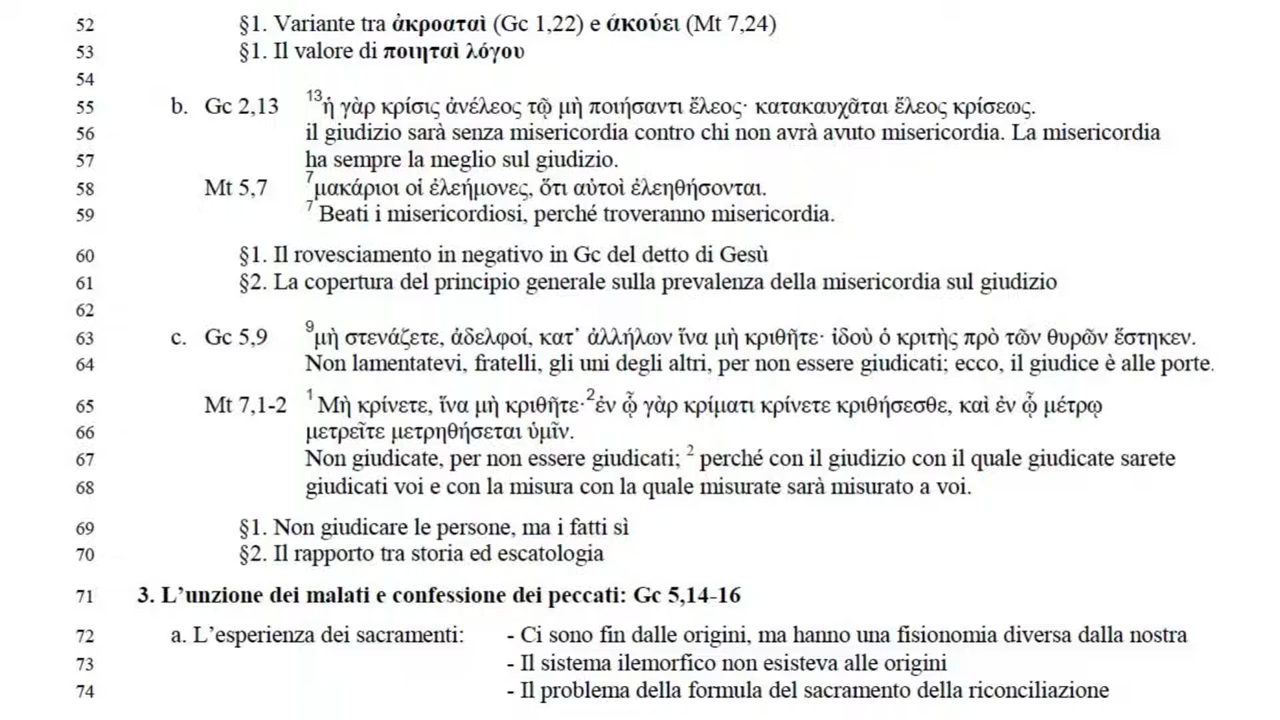 52 §1. Variante tra ἀκροαταὶ (Gc 1,22) e ἀκούει (Mt 7,24)
53 §1. Il valore di ποιηταὶ λόγου
54
55 b. Gc 2,13 13ἡ γὰρ κρίσις ἀνέλεος τῷ μὴ ποιήσαντι ἔλεος· κατακαυχᾶται ἔλεος κρίσεως.
56 il giudizio sarà senza misericordia contro chi non avrà avuto misericordia. La misericordia
57 ha sempre la meglio sul giudizio.
58 Mt 5,7 7μακάριοι οἱ ἐλεήμονες, ὅτι αὐτοὶ ἐλεηθήσονται.
59 7 Beati i misericordiosi, perché troveranno misericordia.
60 §1. Il rovesciamento in negativo in Gc del detto di Gesù
61 §2. La copertura del principio generale sulla prevalenza della misericordia sul giudizio
62
63 c. Gc 5,9 9μὴ στενάζετε, ἀδελφοί, κατ᾽ ἀλλήλων ἵνα μὴ κριθῆτε· ἰδοὺ ὁ κριτὴς πρὸ τῶν θυρῶν ἕστηκεν.
64 Non lamentatevi, fratelli, gli uni degli altri, per non essere giudicati; ecco, il giudice è alle porte.
65 Mt 7,1-2 1 Μὴ κρίνετε, ἵνα μὴ κριθῆτε·2ἐν ᾧ γὰρ κρίματι κρίνετε κριθήσεσθε, καὶ ἐν ᾧ μέτρῳ
66 μετρεῖτε μετρηθήσεται ὑμῖν.
67 Non giudicate, per non essere giudicati; 2 perché con il giudizio con il quale giudicate sarete
68 giudicati voi e con la misura con la quale misurate sarà misurato a voi.
69 §1. Non giudicare le persone, ma i fatti sì
70 §2. Il rapporto tra storia ed escatologia
71 3. L’unzione dei malati e confessione dei peccati: Gc 5,14-16
72 a. L’esperienza dei sacramenti: - Ci sono fin dalle origini, ma hanno una fisionomia diversa dalla nostra
73 - Il sistema ilemorfico non esisteva alle origini
74 - Il problema della formula del sacramento della riconciliazione